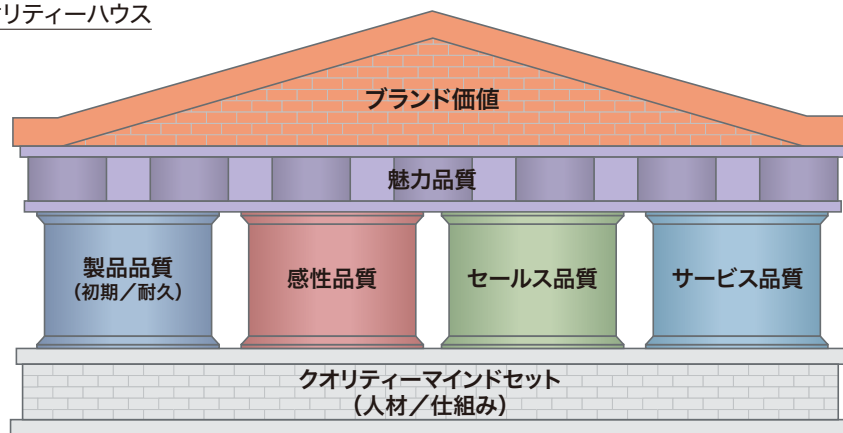 リティーハウス
ブランド価値
魅力品質
製品品質
（初期／耐久）
感性品質
セールス品質
サービス品質
クオリティーマインドセット
（人材／仕組み）